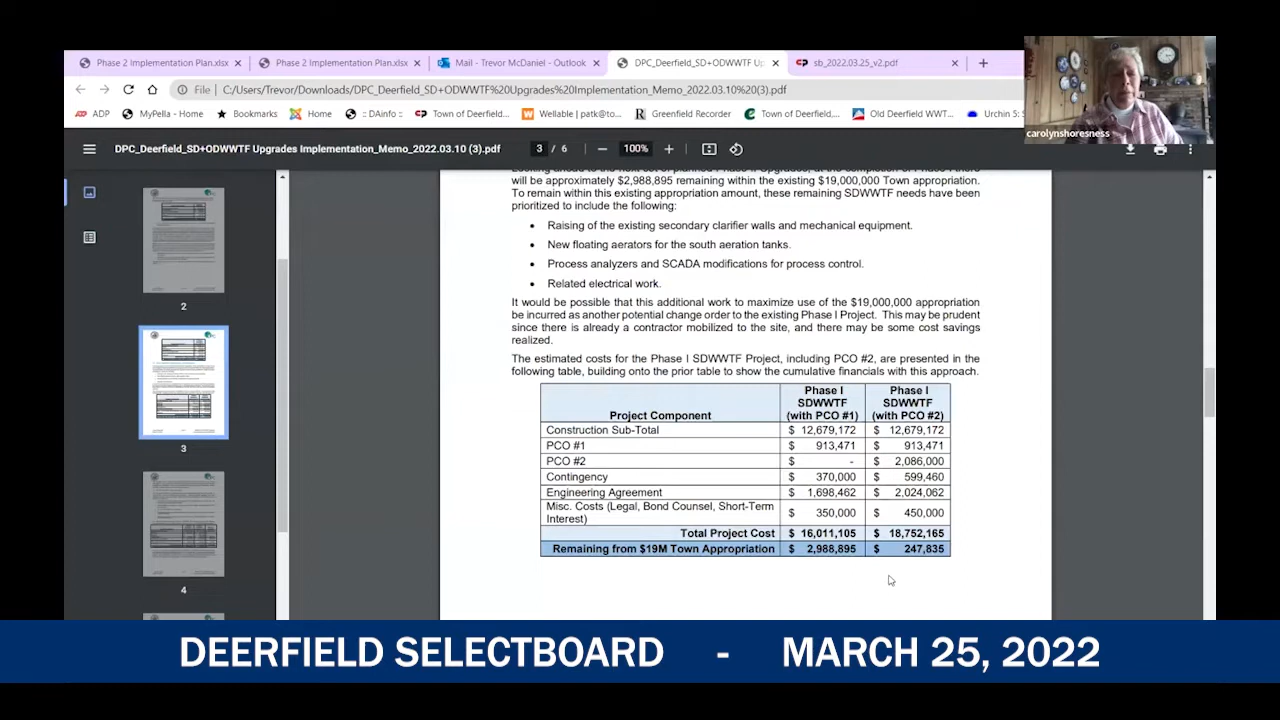 Phase 2 Implementation Plan.xlsx
Phase 2 Implementation Plan.xlsx
Mail - Trevor McDaniel - Outlook
DPC_Deerfield_SD+ODWWTF Up
sb_2022.03.25_v2.pdf
File
C:/Users/Trevor/Downloads/DPC_Deerfield_SD+ODWWTF%20Upgrades%20Implementation_Memo_2022.03.10%20(3).pdf
ADP
MyPella - Home
Bookmarks
Home
:: DAinfo ::
Town of Deerfield...
Wellable | patk@to...
Greenfield Recorder
Town of Deerfield,...
Old Deerfield WWT...
Urchin 5:
carolynshoresness
DPC_Deerfield_SD+ODWWTF Upgrades Implementation_Memo_2022.03.10 (3).pdf
3 / 6
100%
2
3
4
will be approximately $2,988,895 remaining within the existing $19,000,000 Town appropriation.
To remain within this existing appropriation amount, these remaining SDWWTF needs have been
prioritized to include the following:
• Raising of the existing secondary clarifier walls and mechanical equipment.
• New floating aerators for the south aeration tanks.
• Process analyzers and SCADA modifications for process control.
• Related electrical work.
It would be possible that this additional work to maximize use of the $19,000,000 appropriation
be incurred as another potential change order to the existing Phase I Project. This may be prudent
since there is already a contractor mobilized to the site, and there may be some cost savings
realized.
The estimated costs for the Phase I SDWWTF Project, including PCO #2, are presented in the
following table, building onto the prior table to show the cumulative financials with this approach.
Project Component
Phase I
SDWWTF
(with PCO #1)
Phase I
SDWWTF
(with PCO #2)
Construction Sub-Total $ 12,679,172 $ 12,679,172
PCO #1 $ 913,471 $ 913,471
PCO #2 $ - $ 2,086,000
Contingency $ 370,000 $ 599,460
Engineering Agreement $ 1,698,462 $ 2,024,062
Misc. Costs (Legal, Bond Counsel, Short-Term
Interest) $ 350,000 $ 450,000
Total Project Cost $ 16,011,105 $ 18,752,165
Remaining from $19M Town Appropriation $ 2,988,895 $ 247,835
DEERFIELD SELECTBOARD - MARCH 25, 2022